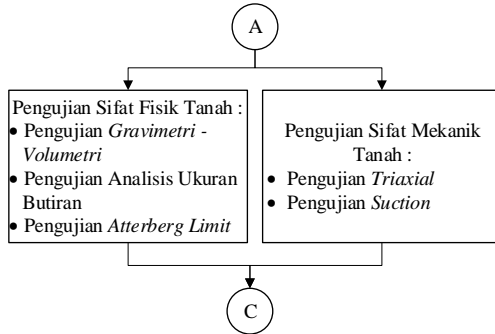 A
Pengujian Sifat Fisik Tanah :
• Pengujian Gravimetri -
Volumetri
• Pengujian Analisis Ukuran
Butiran
• Pengujian Atterberg Limit
Pengujian Sifat Mekanik
Tanah :
• Pengujian Triaxial
• Pengujian Suction
C